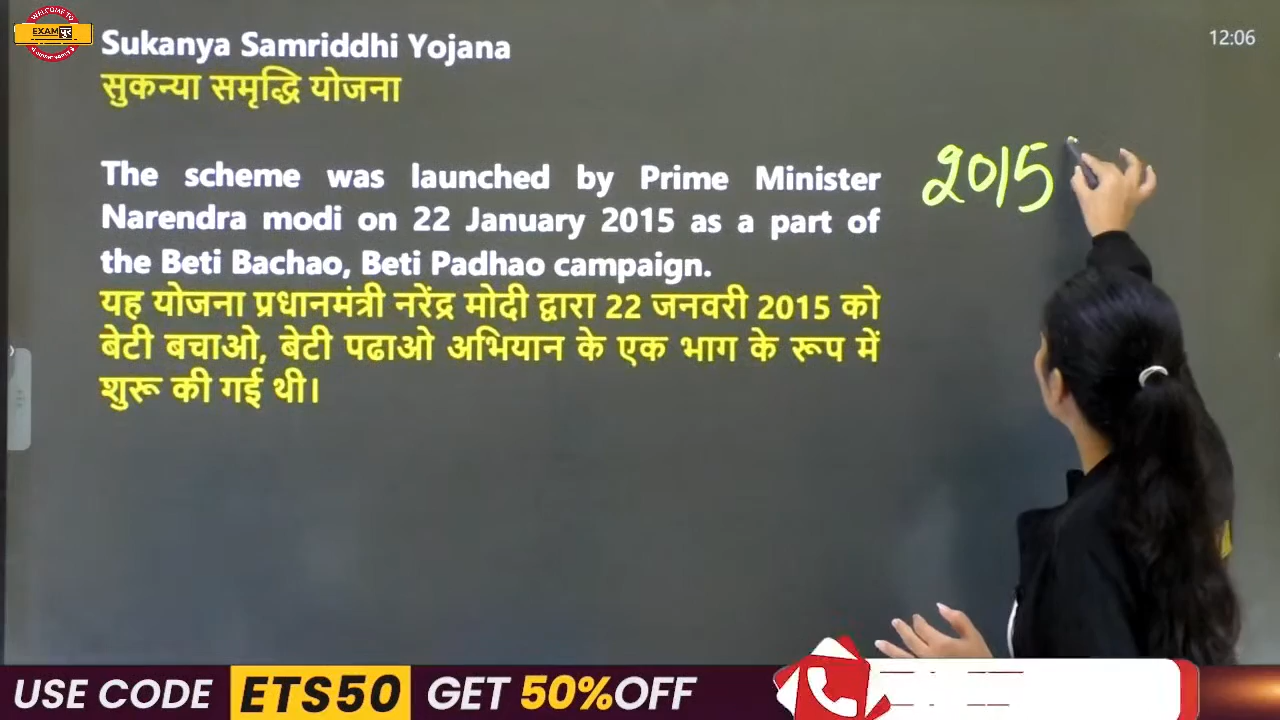 WELCOME TO
EXAM पुर
Sukanya Samriddhi Yojana
12:06
सुकन्या समृद्धि योजना
The scheme was launched by Prime Minister
2015
Narendra modi on 22 January 2015 as a part of
the Beti Bachao, Beti Padhao campaign.
यह योजना प्रधानमंत्री नरेंद्र मोदी द्वारा 22 जनवरी 2015 को
बेटी बचाओ, बेटी पढाओ अभियान के एक भाग के रूप में
शुरू की गई थी।
USE CODE ETS50 GET 50%OFF